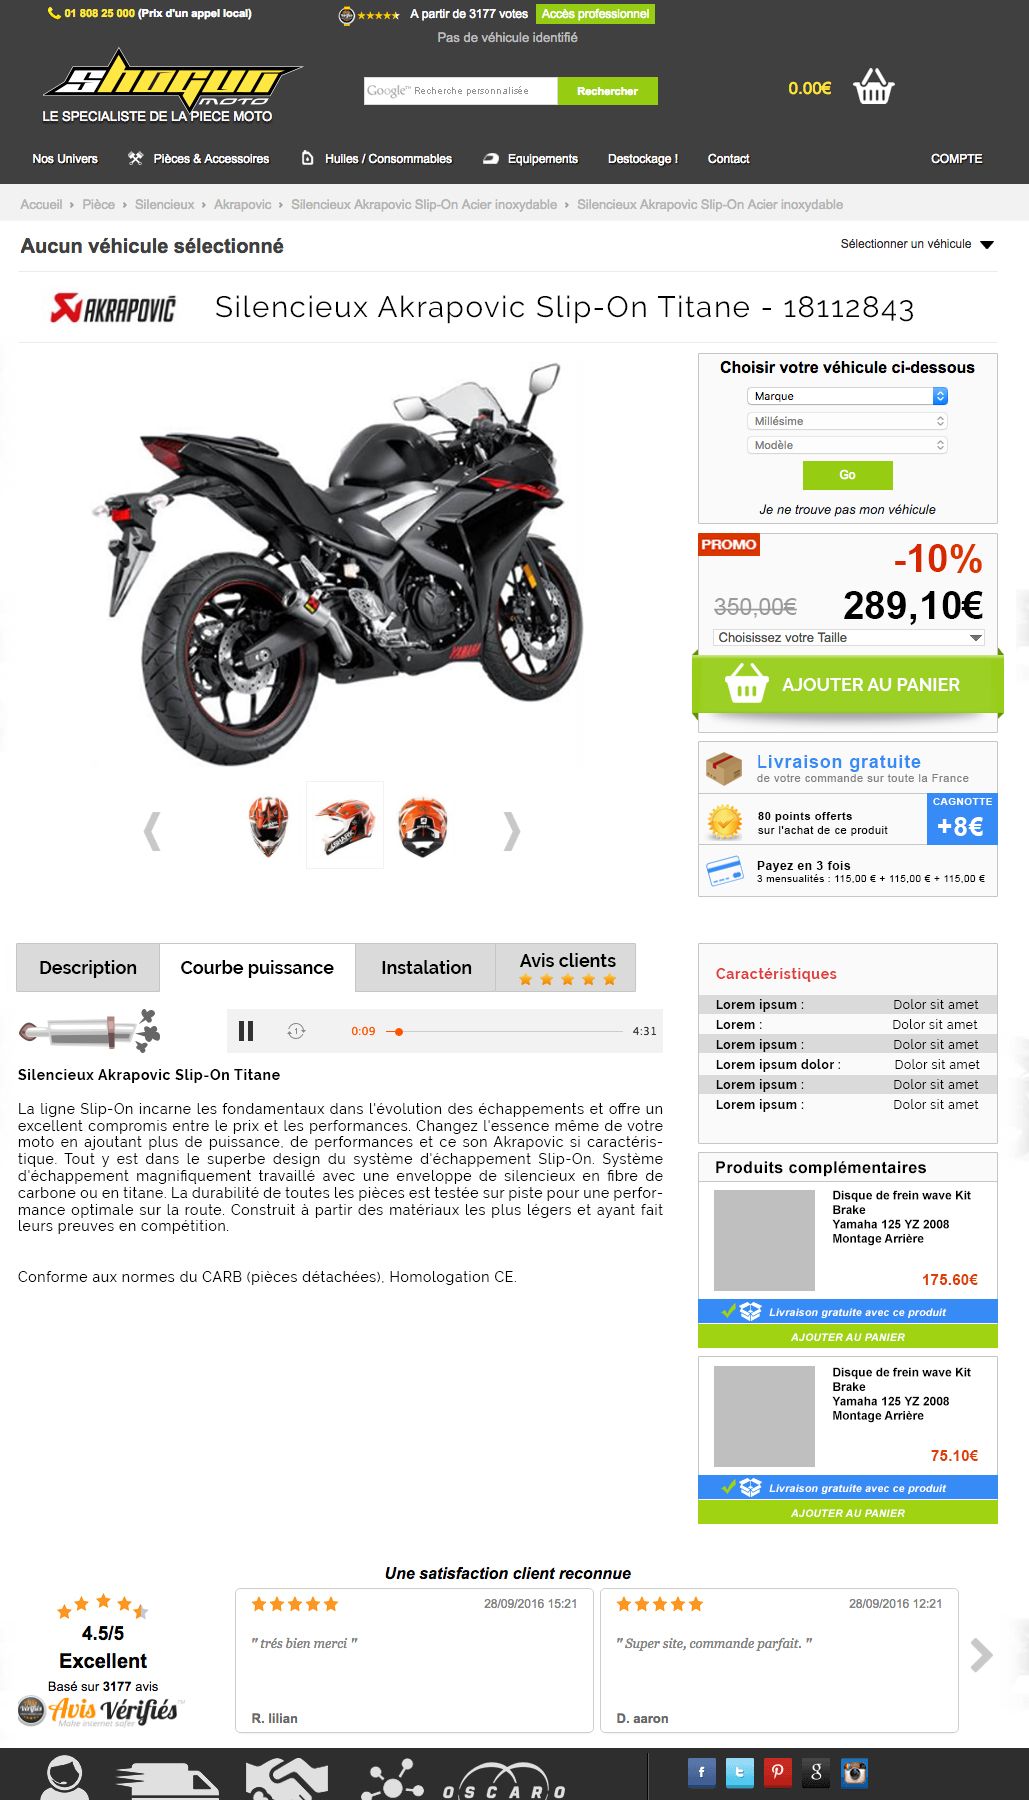 01 808 25 000 (Prix d'un appel local)
A partir de 3177 votes
Accès professionnel
Pas de véhicule identifié
SHOGUN MOTO
LE SPECIALISTE DE LA PIECE MOTO
Google™ Recherche personnalisée
Rechercher
0.00€
Nos Univers
Pièces & Accessoires
Huiles / Consommables
Equipements
Destockage !
Contact
COMPTE
Accueil › Pièce › Silencieux › Akrapovic › Silencieux Akrapovic Slip-On Acier inoxydable › Silencieux Akrapovic Slip-On Acier inoxydable
Aucun véhicule sélectionné
Sélectionner un véhicule
AKRAPOVIČ
Silencieux Akrapovic Slip-On Titane - 18112843
Choisir votre véhicule ci-dessous
Marque
Millésime
Modèle
Go
Je ne trouve pas mon véhicule
YAMAHA
PROMO
-10%
350,00€
289,10€
Choisissez votre Taille
AJOUTER AU PANIER
Livraison gratuite
de votre commande sur toute la France
80 points offerts
sur l'achat de ce produit
CAGNOTTE
+8€
Payez en 3 fois
3 mensualités : 115,00 € + 115,00 € + 115,00 €
Description
Courbe puissance
Instalation
Avis clients
1
0:09
4:31
Silencieux Akrapovic Slip-On Titane
La ligne Slip-On incarne les fondamentaux dans l'évolution des échappements et offre un
excellent compromis entre le prix et les performances. Changez l'essence même de votre
moto en ajoutant plus de puissance, de performances et ce son Akrapovic si caractéris-
tique. Tout y est dans le superbe design du système d'échappement Slip-On. Système
d'échappement magnifiquement travaillé avec une enveloppe de silencieux en fibre de
carbone ou en titane. La durabilité de toutes les pièces est testée sur piste pour une perfor-
mance optimale sur la route. Construit à partir des matériaux les plus légers et ayant fait
leurs preuves en compétition.
Conforme aux normes du CARB (pièces détachées), Homologation CE.
Caractéristiques
Lorem ipsum : Dolor sit amet
Lorem : Dolor sit amet
Lorem ipsum : Dolor sit amet
Lorem ipsum dolor : Dolor sit amet
Lorem ipsum : Dolor sit amet
Lorem ipsum : Dolor sit amet
Produits complémentaires
Disque de frein wave Kit
Brake
Yamaha 125 YZ 2008
Montage Arrière
175.60€
Livraison gratuite avec ce produit
AJOUTER AU PANIER
Disque de frein wave Kit
Brake
Yamaha 125 YZ 2008
Montage Arrière
75.10€
Livraison gratuite avec ce produit
AJOUTER AU PANIER
Une satisfaction client reconnue
4.5/5
Excellent
Basé sur 3177 avis
Avis Vérifiés™
Make internet safer
28/09/2016 15:21
" trés bien merci "
R. lilian
28/09/2016 12:21
" Super site, commande parfait. "
D. aaron
OSCARO